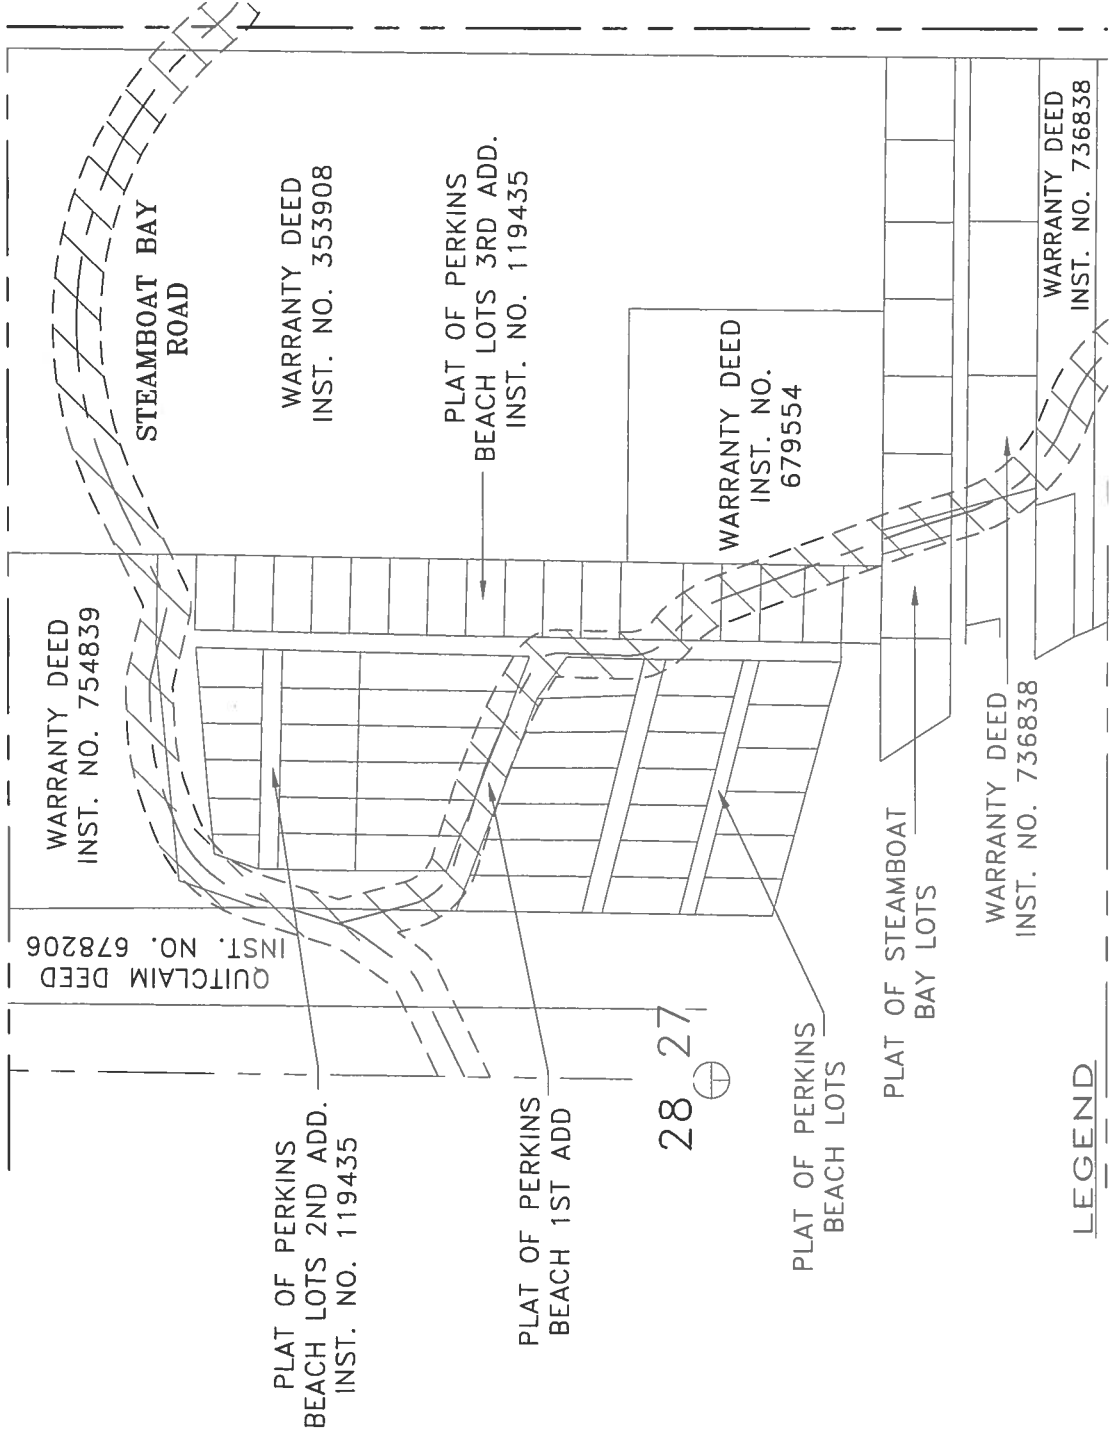 WARRANTY DEED
INST. NO. 754839
STEAMBOAT BAY
ROAD
WARRANTY DEED
INST. NO. 353908
PLAT OF PERKINS
BEACH LOTS 3RD ADD.
INST. NO. 119435
WARRANTY DEED
INST. NO.
679554
WARRANTY DEED
INST. NO. 736838
QUITCLAIM DEED
INST. NO. 678206
PLAT OF PERKINS
BEACH LOTS 2ND ADD.
INST. NO. 119435
PLAT OF PERKINS
BEACH 1ST ADD
28
27
PLAT OF PERKINS
BEACH LOTS
PLAT OF STEAMBOAT
BAY LOTS
WARRANTY DEED
INST. NO. 736838
LEGEND